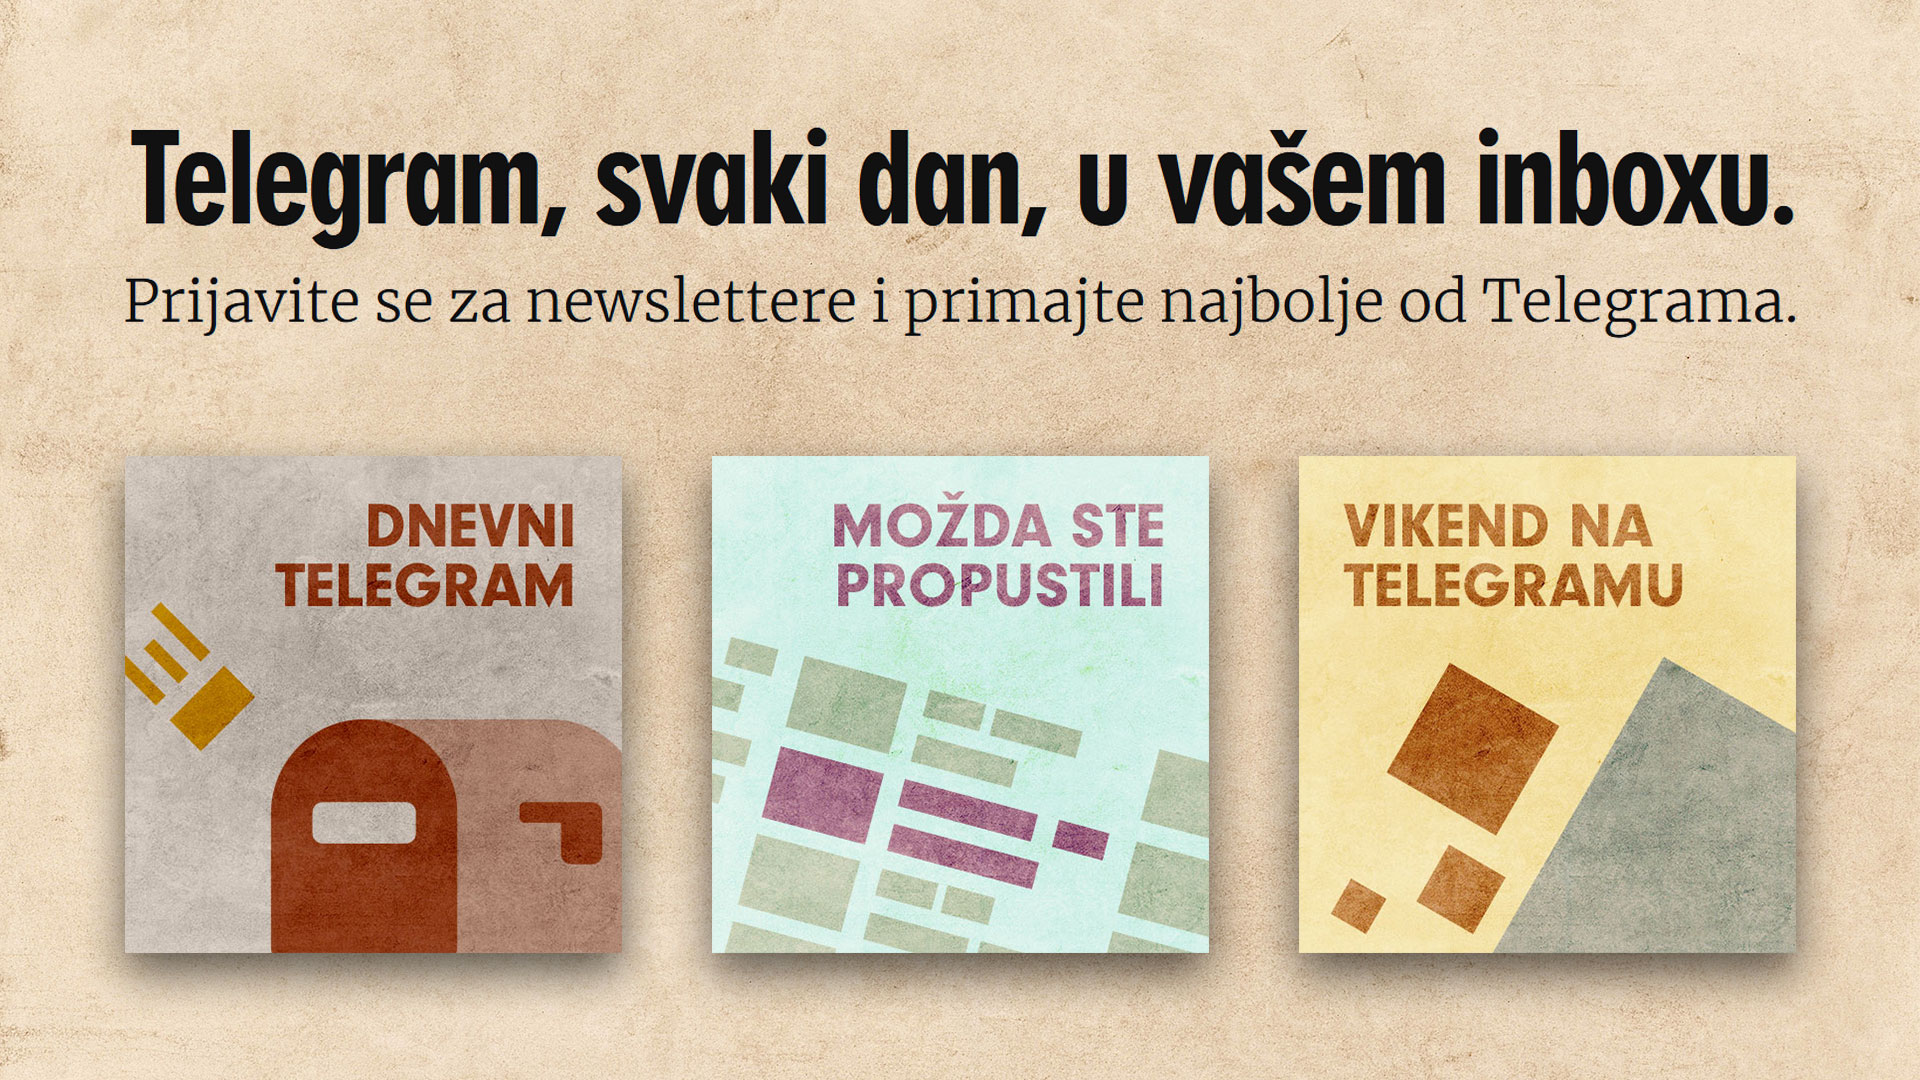 Telegram, svaki dan, u vašem inboxu.
Prijavite se za newslettere i primajte najbolje od Telegrama.
DNEVNI
TELEGRAM
MOŽDA STE
PROPUSTILI
VIKEND NA
TELEGRAMU